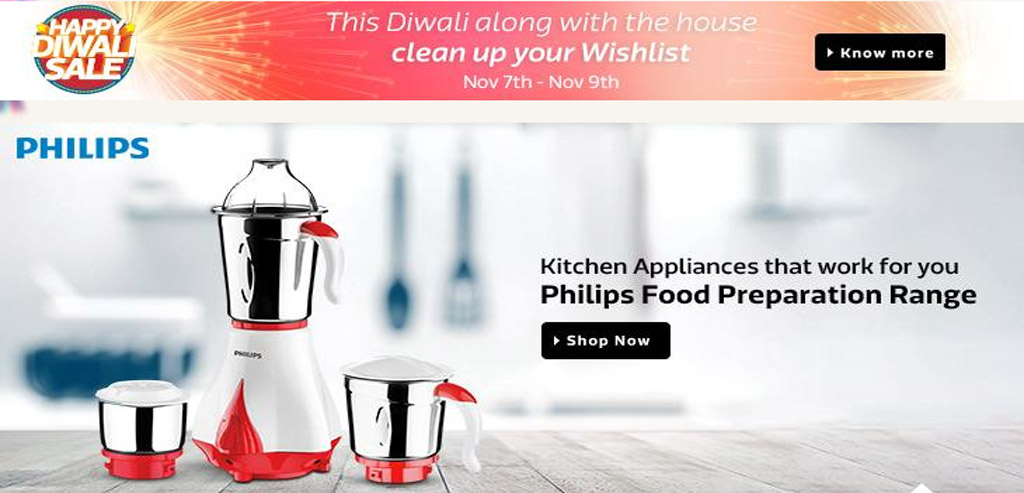 HAPPY
DIWALI
SALE
This Diwali along with the house
clean up your Wishlist
Nov 7th - Nov 9th
Know more
PHILIPS
Kitchen Appliances that work for you
Philips Food Preparation Range
Shop Now
PHILIPS